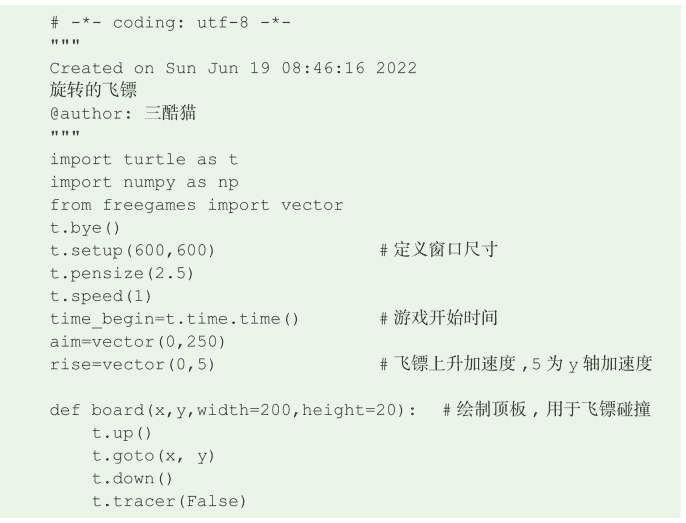 # -*- coding: utf-8 -*-
"""
Created on Sun Jun 19 08:46:16 2022
旋转的飞镖
@author: 三酷猫
"""
import turtle as t
import numpy as np
from freegames import vector
t.bye()
t.setup(600,600) #定义窗口尺寸
t.pensize(2.5)
t.speed(1)
time_begin=t.time.time() #游戏开始时间
aim=vector(0,250)
rise=vector(0,5) #飞镖上升加速度,5为y轴加速度
def board(x,y,width=200,height=20): #绘制顶板,用于飞镖碰撞
    t.up()
    t.goto(x, y)
    t.down()
    t.tracer(False)